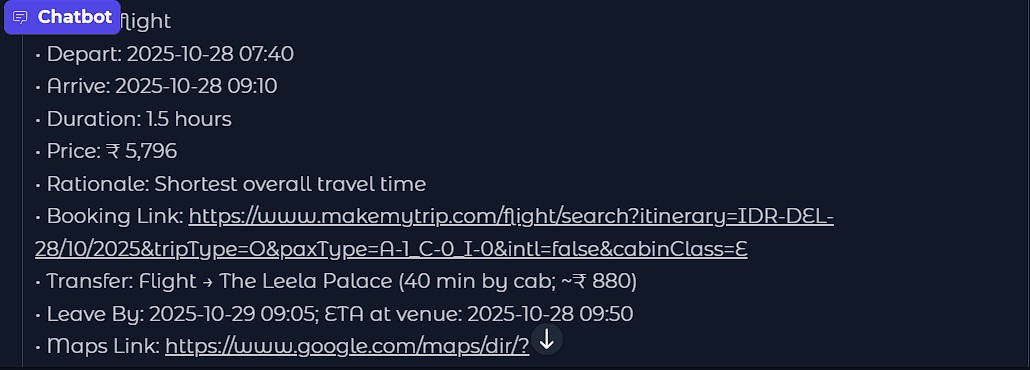 Chatbot
flight
• Depart: 2025-10-28 07:40
• Arrive: 2025-10-28 09:10
• Duration: 1.5 hours
• Price: ₹ 5,796
• Rationale: Shortest overall travel time
• Booking Link: https://www.makemytrip.com/flight/search?itinerary=IDR-DEL-
28/10/2025&tripType=O&paxType=A-1_C-0_I-0&intl=false&cabinClass=E
• Transfer: Flight → The Leela Palace (40 min by cab; ~₹ 880)
• Leave By: 2025-10-29 09:05; ETA at venue: 2025-10-28 09:50
• Maps Link: https://www.google.com/maps/dir/?